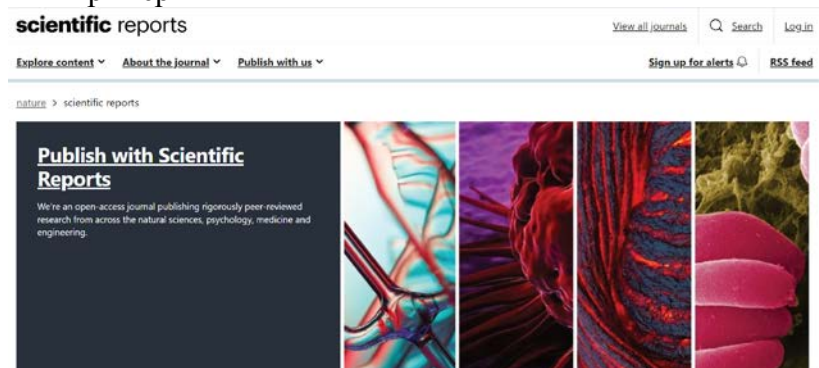 scientific reports
View all journals
Search
Log in
Explore content
About the journal
Publish with us
Sign up for alerts
RSS feed
nature > scientific reports
Publish with Scientific
Reports
We're an open-access journal publishing rigorously peer-reviewed
research from across the natural sciences, psychology, medicine and
engineering.